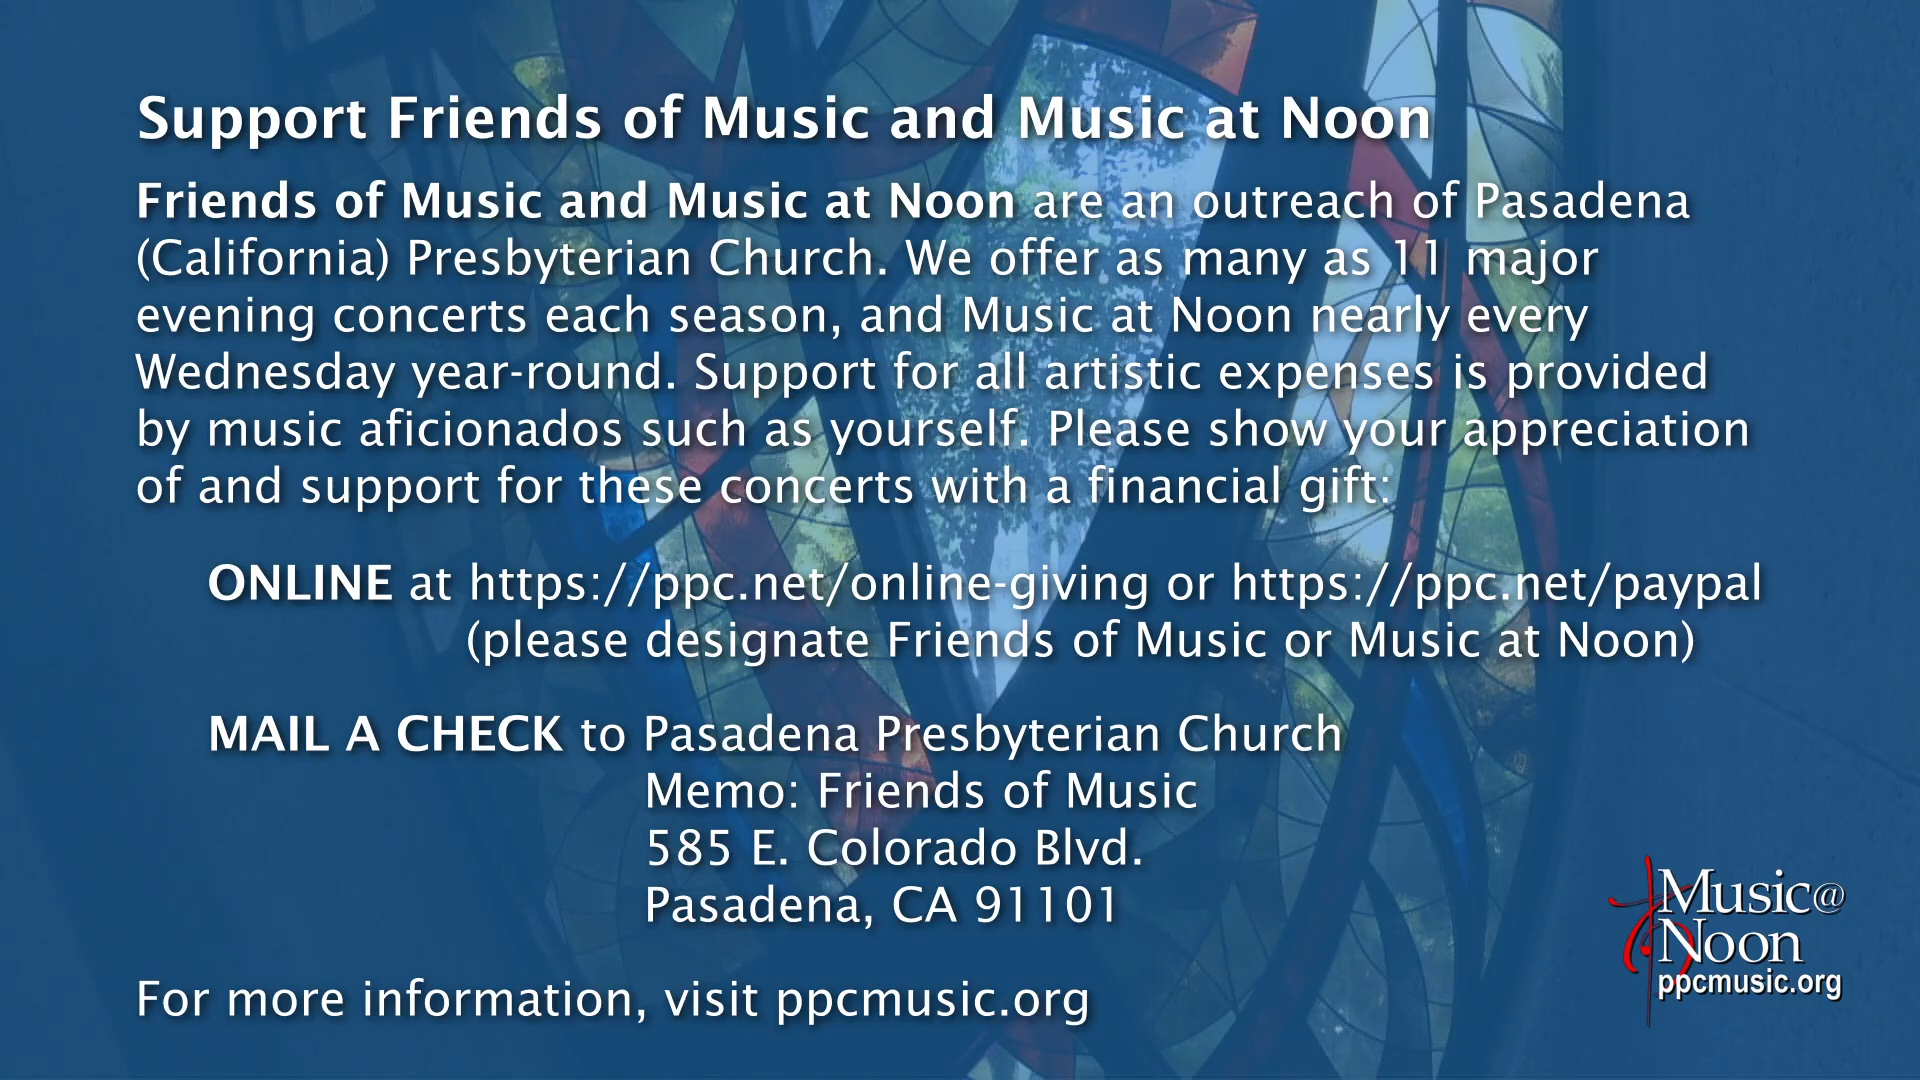 Support Friends of Music and Music at Noon
Friends of Music and Music at Noon are an outreach of Pasadena
(California) Presbyterian Church. We offer as many as 11 major
evening concerts each season, and Music at Noon nearly every
Wednesday year-round. Support for all artistic expenses is provided
by music aficionados such as yourself. Please show your appreciation
of and support for these concerts with a financial gift:
ONLINE at https://ppc.net/online-giving or https://ppc.net/paypal
(please designate Friends of Music or Music at Noon)
MAIL A CHECK to Pasadena Presbyterian Church
Memo: Friends of Music
585 E. Colorado Blvd.
Pasadena, CA 91101
For more information, visit ppcmusic.org
Music@
Noon
ppcmusic.org